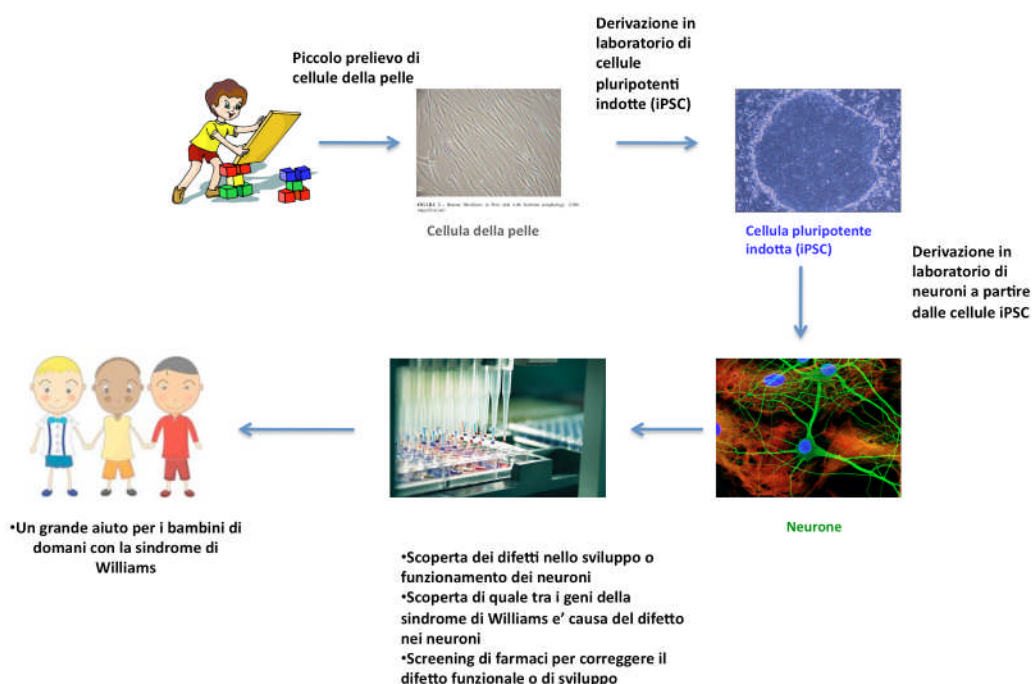 Piccolo prelievo di
cellule della pelle
Derivazione in
laboratorio di
cellule
pluripotenti
indotte (iPSC)
Cellula della pelle
Cellula pluripotente
indotta (iPSC)
Derivazione in
laboratorio di
neuroni a partire
dalle cellule iPSC
Neurone
•Scoperta dei difetti nello sviluppo o
funzionamento dei neuroni
•Scoperta di quale tra i geni della
sindrome di Williams e’ causa del difetto
nei neuroni
•Screening di farmaci per correggere il
difetto funzionale o di sviluppo
•Un grande aiuto per i bambini di
domani con la sindrome di
Williams